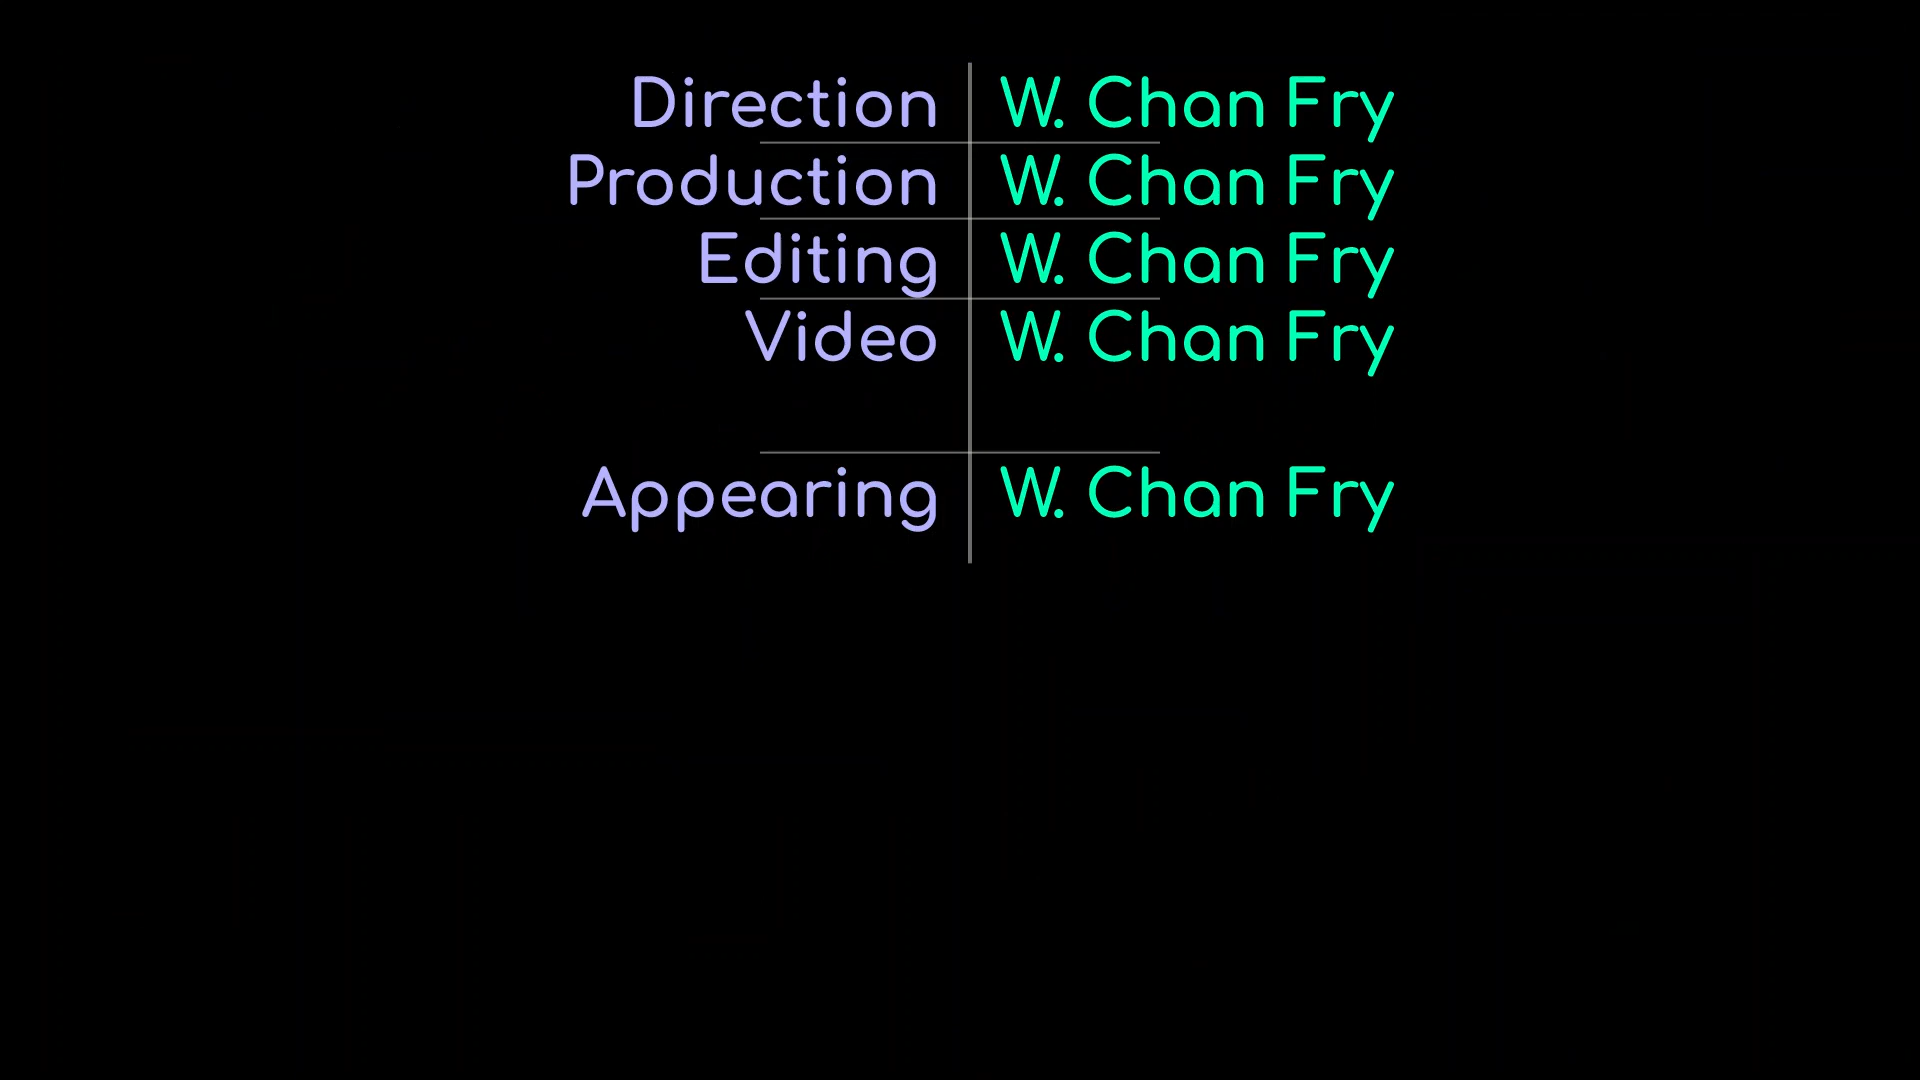 Direction W. Chan Fry
Production W. Chan Fry
Editing W. Chan Fry
Video W. Chan Fry
Appearing W. Chan Fry